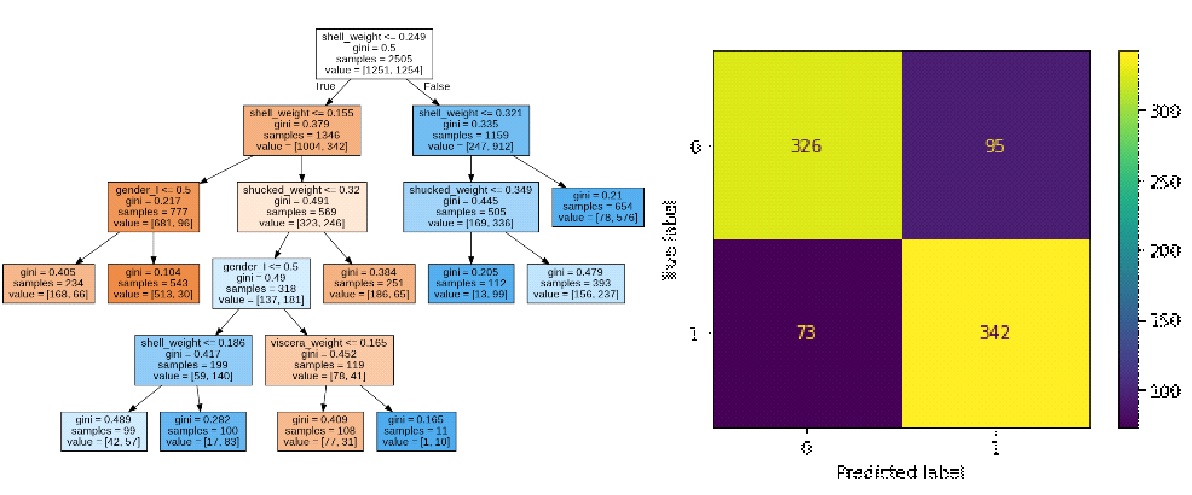 shell_weight <= 0.249
gini = 0.5
samples = 2505
value = [1251, 1254]
True
False
shell_weight <= 0.155
gini = 0.379
samples = 1346
value = [1004, 342]
shell_weight <= 0.321
gini = 0.335
samples = 1159
value = [247, 912]
gender_I <= 0.5
gini = 0.217
samples = 777
value = [681, 96]
shucked_weight <= 0.32
gini = 0.491
samples = 569
value = [323, 246]
shucked_weight <= 0.349
gini = 0.445
samples = 505
value = [169, 336]
gini = 0.21
samples = 654
value = [78, 576]
gini = 0.405
samples = 234
value = [168, 66]
gini = 0.104
samples = 543
value = [513, 30]
gender_I <= 0.5
gini = 0.49
samples = 318
value = [137, 181]
gini = 0.384
samples = 251
value = [186, 65]
gini = 0.205
samples = 112
value = [13, 99]
gini = 0.479
samples = 393
value = [156, 237]
shell_weight <= 0.186
gini = 0.417
samples = 199
value = [59, 140]
viscera_weight <= 0.165
gini = 0.452
samples = 119
value = [78, 41]
gini = 0.489
samples = 99
value = [42, 57]
gini = 0.282
samples = 100
value = [17, 83]
gini = 0.409
samples = 108
value = [77, 31]
gini = 0.165
samples = 11
value = [1, 10]
True label
0
1
326
95
73
342
0
1
Predicted label
300
250
200
150
100